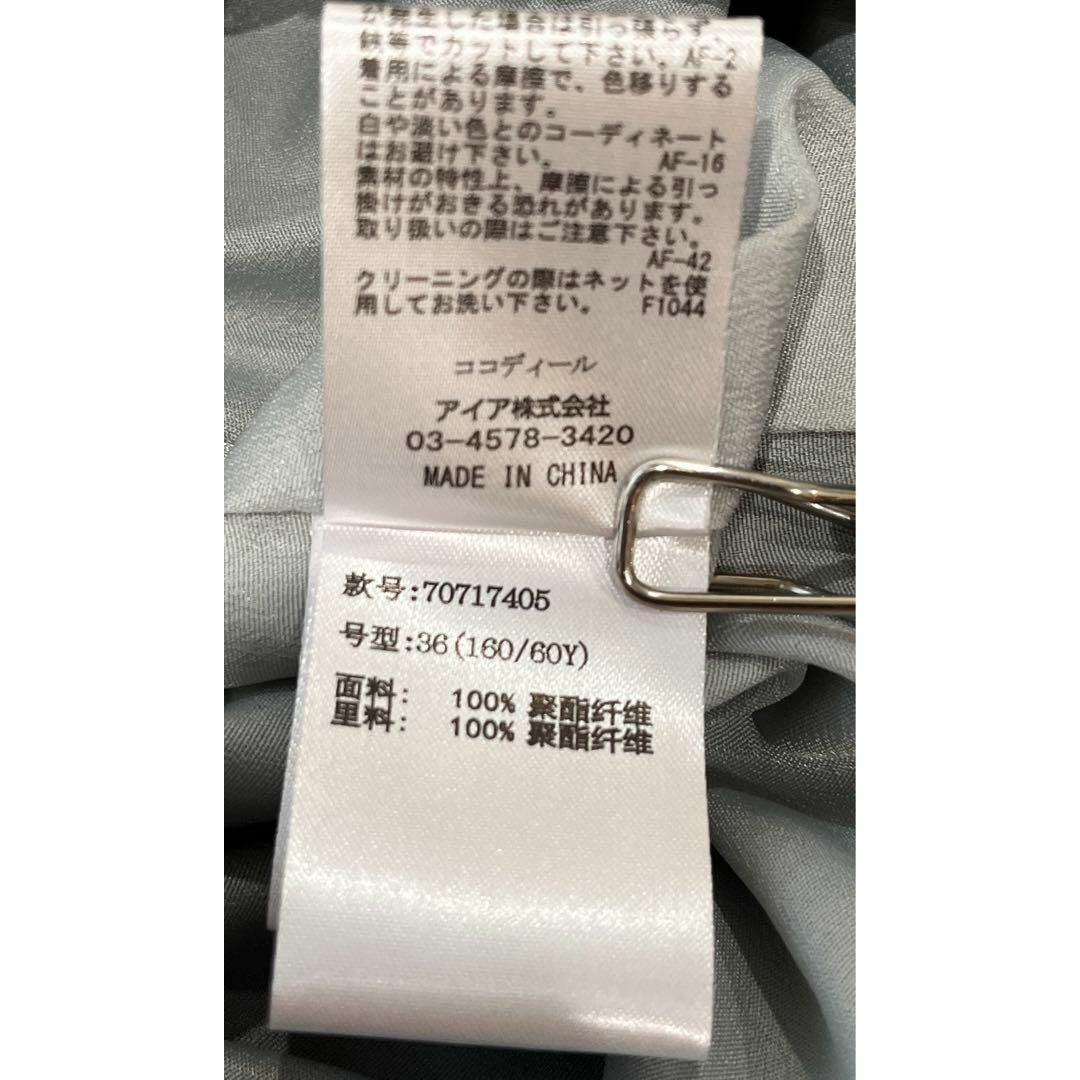 が発生した場合は引っ張らず、
鋏等でカットして下さい。AF-2
着用による摩擦で、色移りする
ことがあります。
白や淡い色とのコーディネート
はお避け下さい。 AF-16
素材の特性上、摩擦による引っ
掛けがおきる恐れがあります。
取り扱いの際はご注意下さい。
AF-42
クリーニングの際はネットを使
用してお洗い下さい。 F1044
ココディール
アイア株式会社
03-4578-3420
MADE IN CHINA
款号:70717405
号型:36(160/60Y)
面料: 100% 聚酯纤维
里料: 100% 聚酯纤维